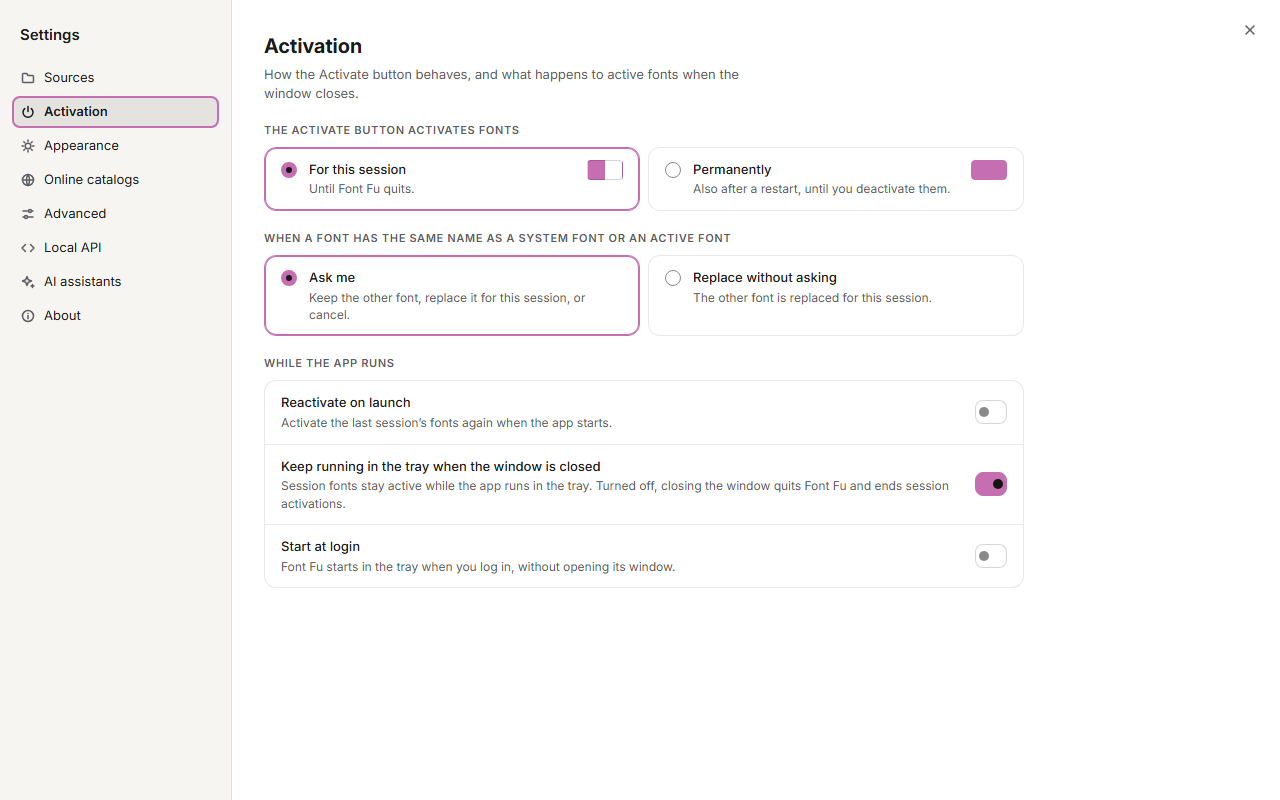 Settings
Sources
Activation
Appearance
Online catalogs
Advanced
Local API
AI assistants
About
Activation
How the Activate button behaves, and what happens to active fonts when the
window closes.
THE ACTIVATE BUTTON ACTIVATES FONTS
For this session
Until Font Fu quits.
Permanently
Also after a restart, until you deactivate them.
WHEN A FONT HAS THE SAME NAME AS A SYSTEM FONT OR AN ACTIVE FONT
Ask me
Keep the other font, replace it for this session, or
cancel.
Replace without asking
The other font is replaced for this session.
WHILE THE APP RUNS
Reactivate on launch
Activate the last session’s fonts again when the app starts.
Keep running in the tray when the window is closed
Session fonts stay active while the app runs in the tray. Turned off, closing the window quits Font Fu and ends session
activations.
Start at login
Font Fu starts in the tray when you log in, without opening its window.